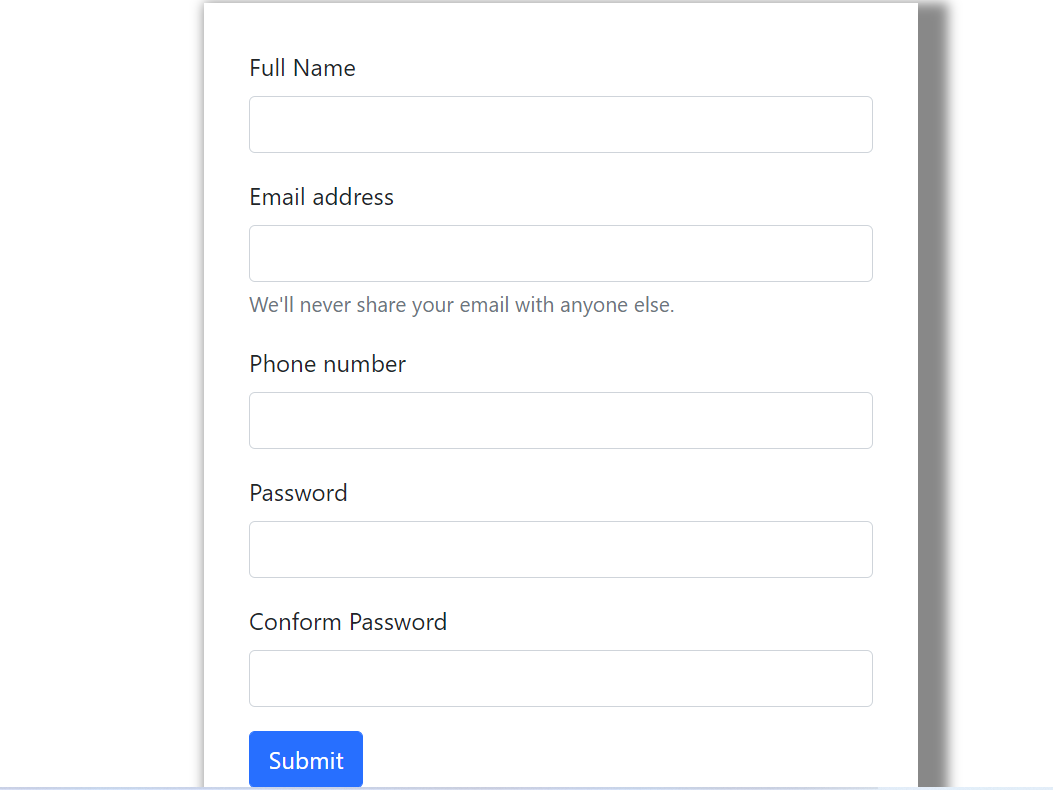 Full Name
Email address
We'll never share your email with anyone else.
Phone number
Password
Conform Password
Submit